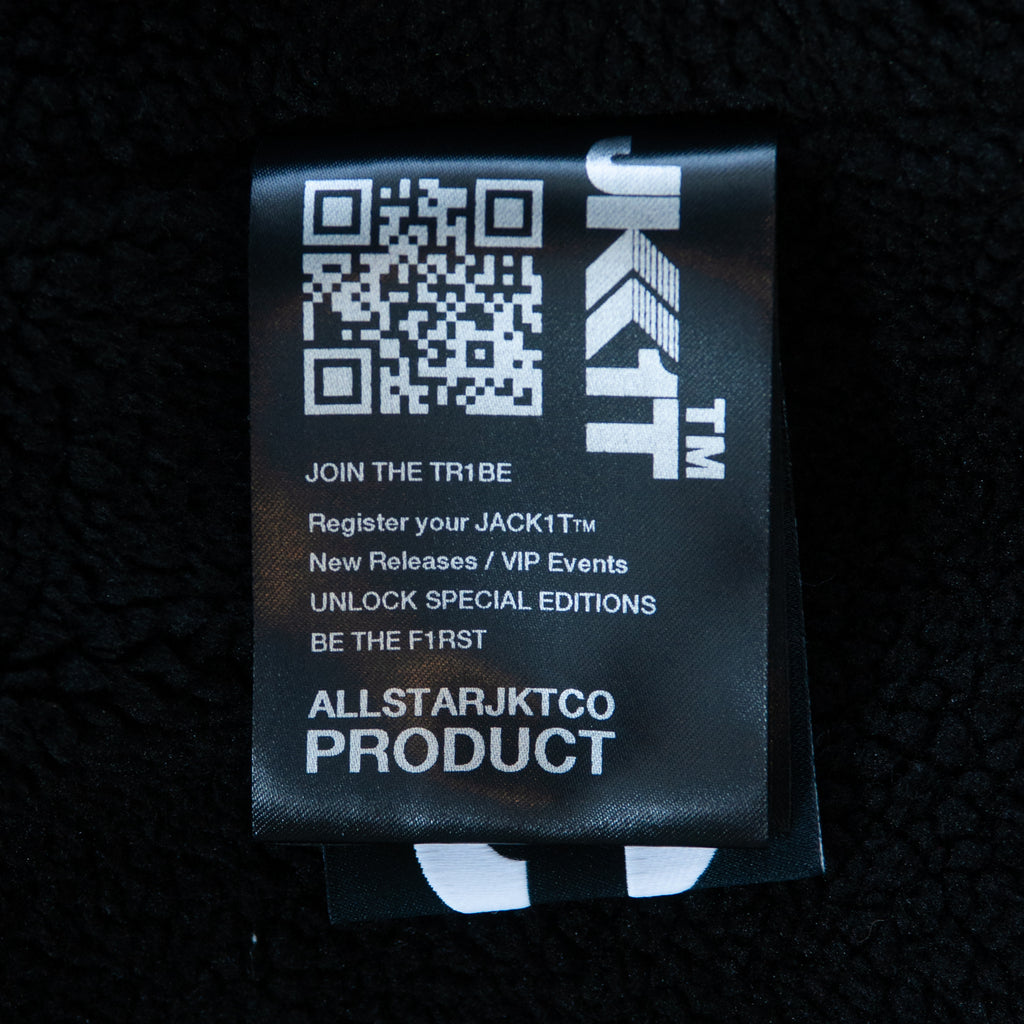 JK1T™
JOIN THE TR1BE
Register your JACK1T™
New Releases / VIP Events
UNLOCK SPECIAL EDITIONS
BE THE F1RST
ALLSTARJKTCO
PRODUCT